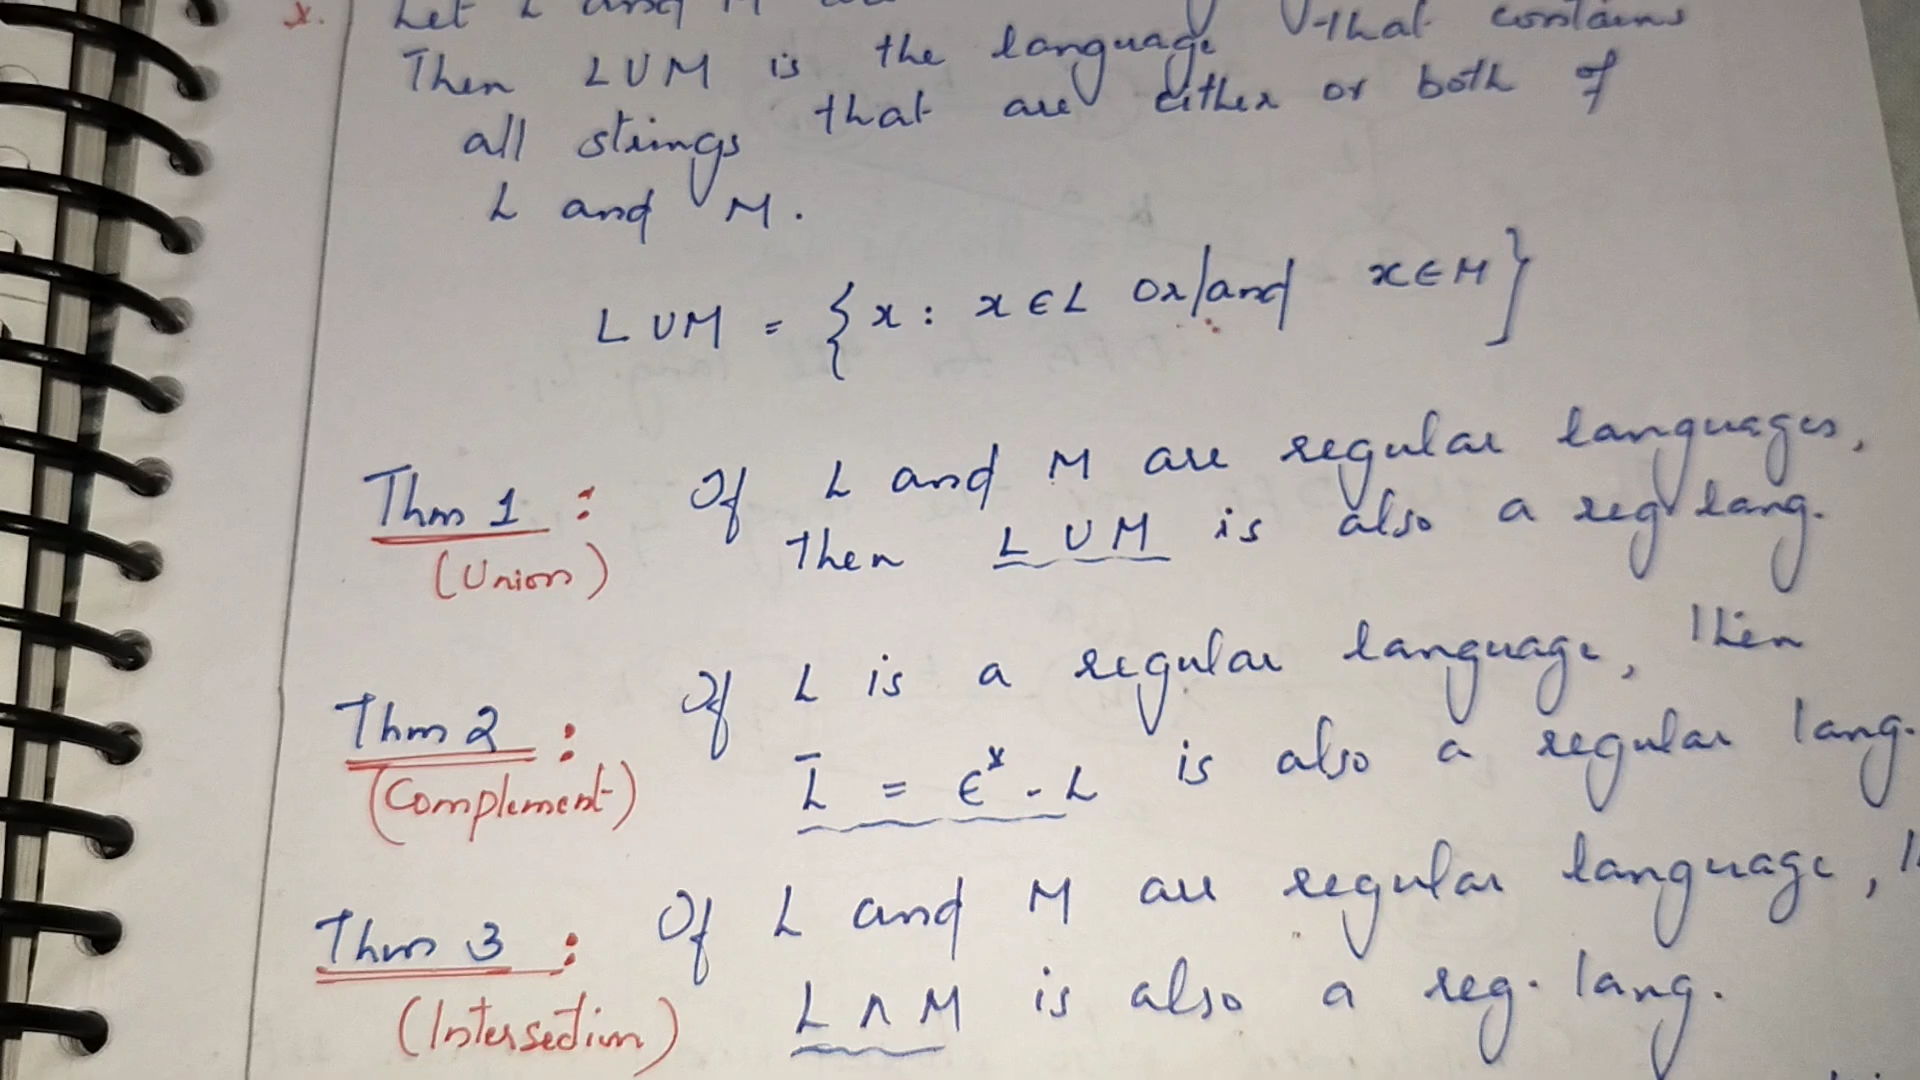 *. Let L and M
Then L∪M is the language that contains
all strings that are either or both of
L and M.
L∪M = {x : x ∈ L or/and x ∈ M}
Thm 1 : If L and M are regular languages,
(Union) then L ∪ M is also a reg lang.
Thm 2 : If L is a regular language, then
(Complement) L̅ = ϵ* - L is also a regular lang.
Thm 3 : If L and M are regular language,
(Intersection) L ∩ M is also a reg. lang.